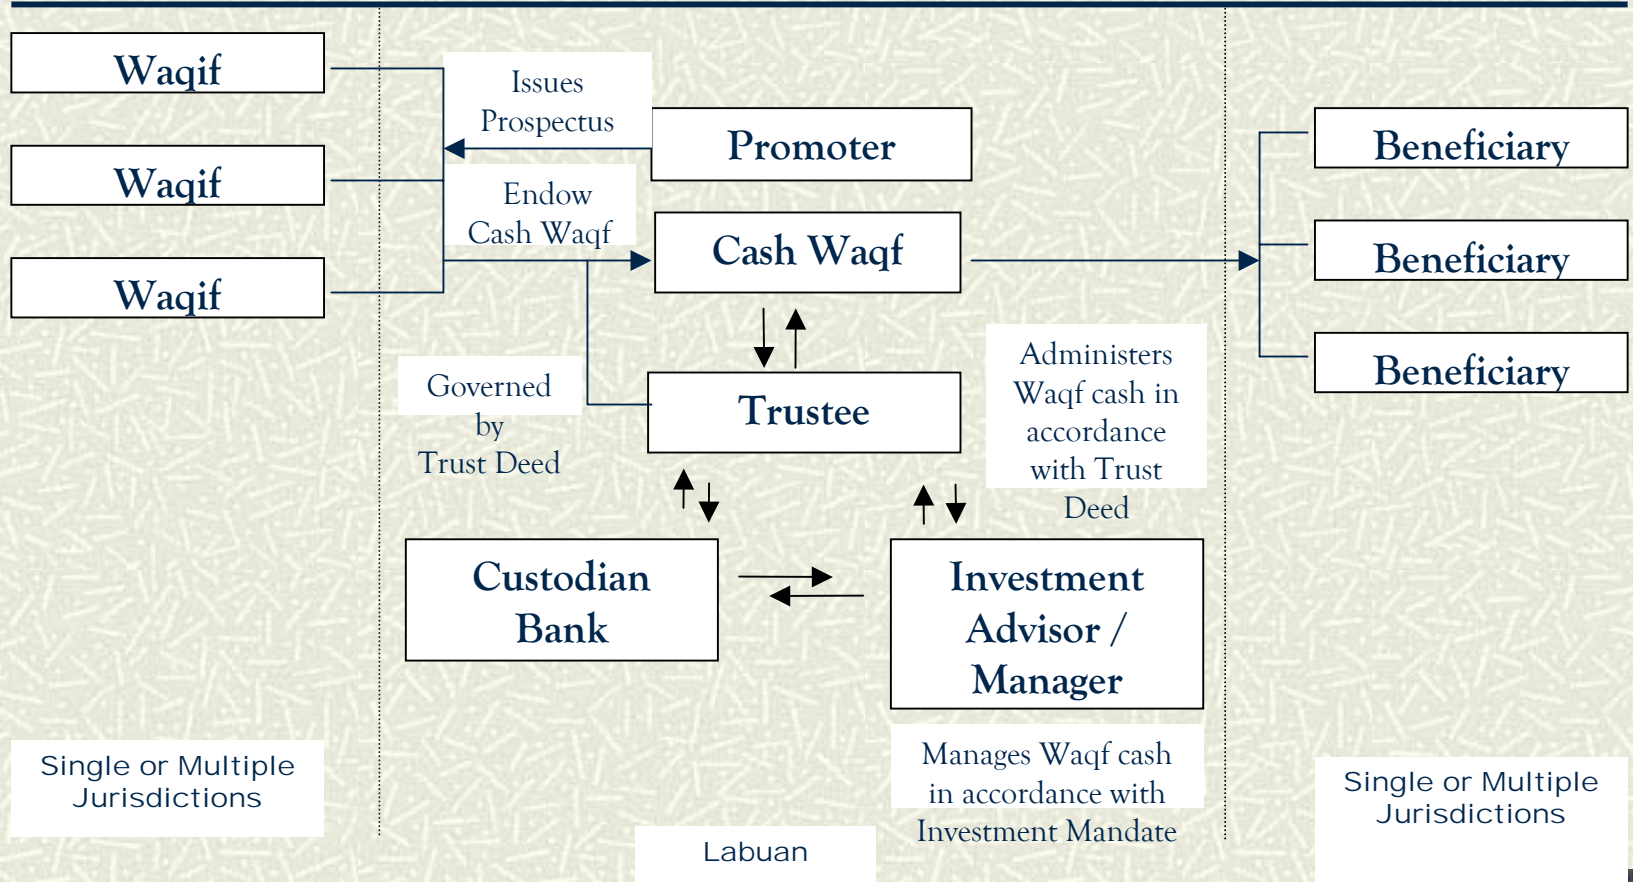 Waqif
Waqif
Waqif
Single or Multiple
Jurisdictions
Issues
Prospectus
Promoter
Endow
Cash Waqf
Cash Waqf
Governed
by
Trust Deed
Trustee
Administers
Waqf cash in
accordance
with Trust
Deed
Custodian
Bank
Investment
Advisor /
Manager
Manages Waqf cash
in accordance with
Investment Mandate
Labuan
Beneficiary
Beneficiary
Beneficiary
Single or Multiple
Jurisdictions